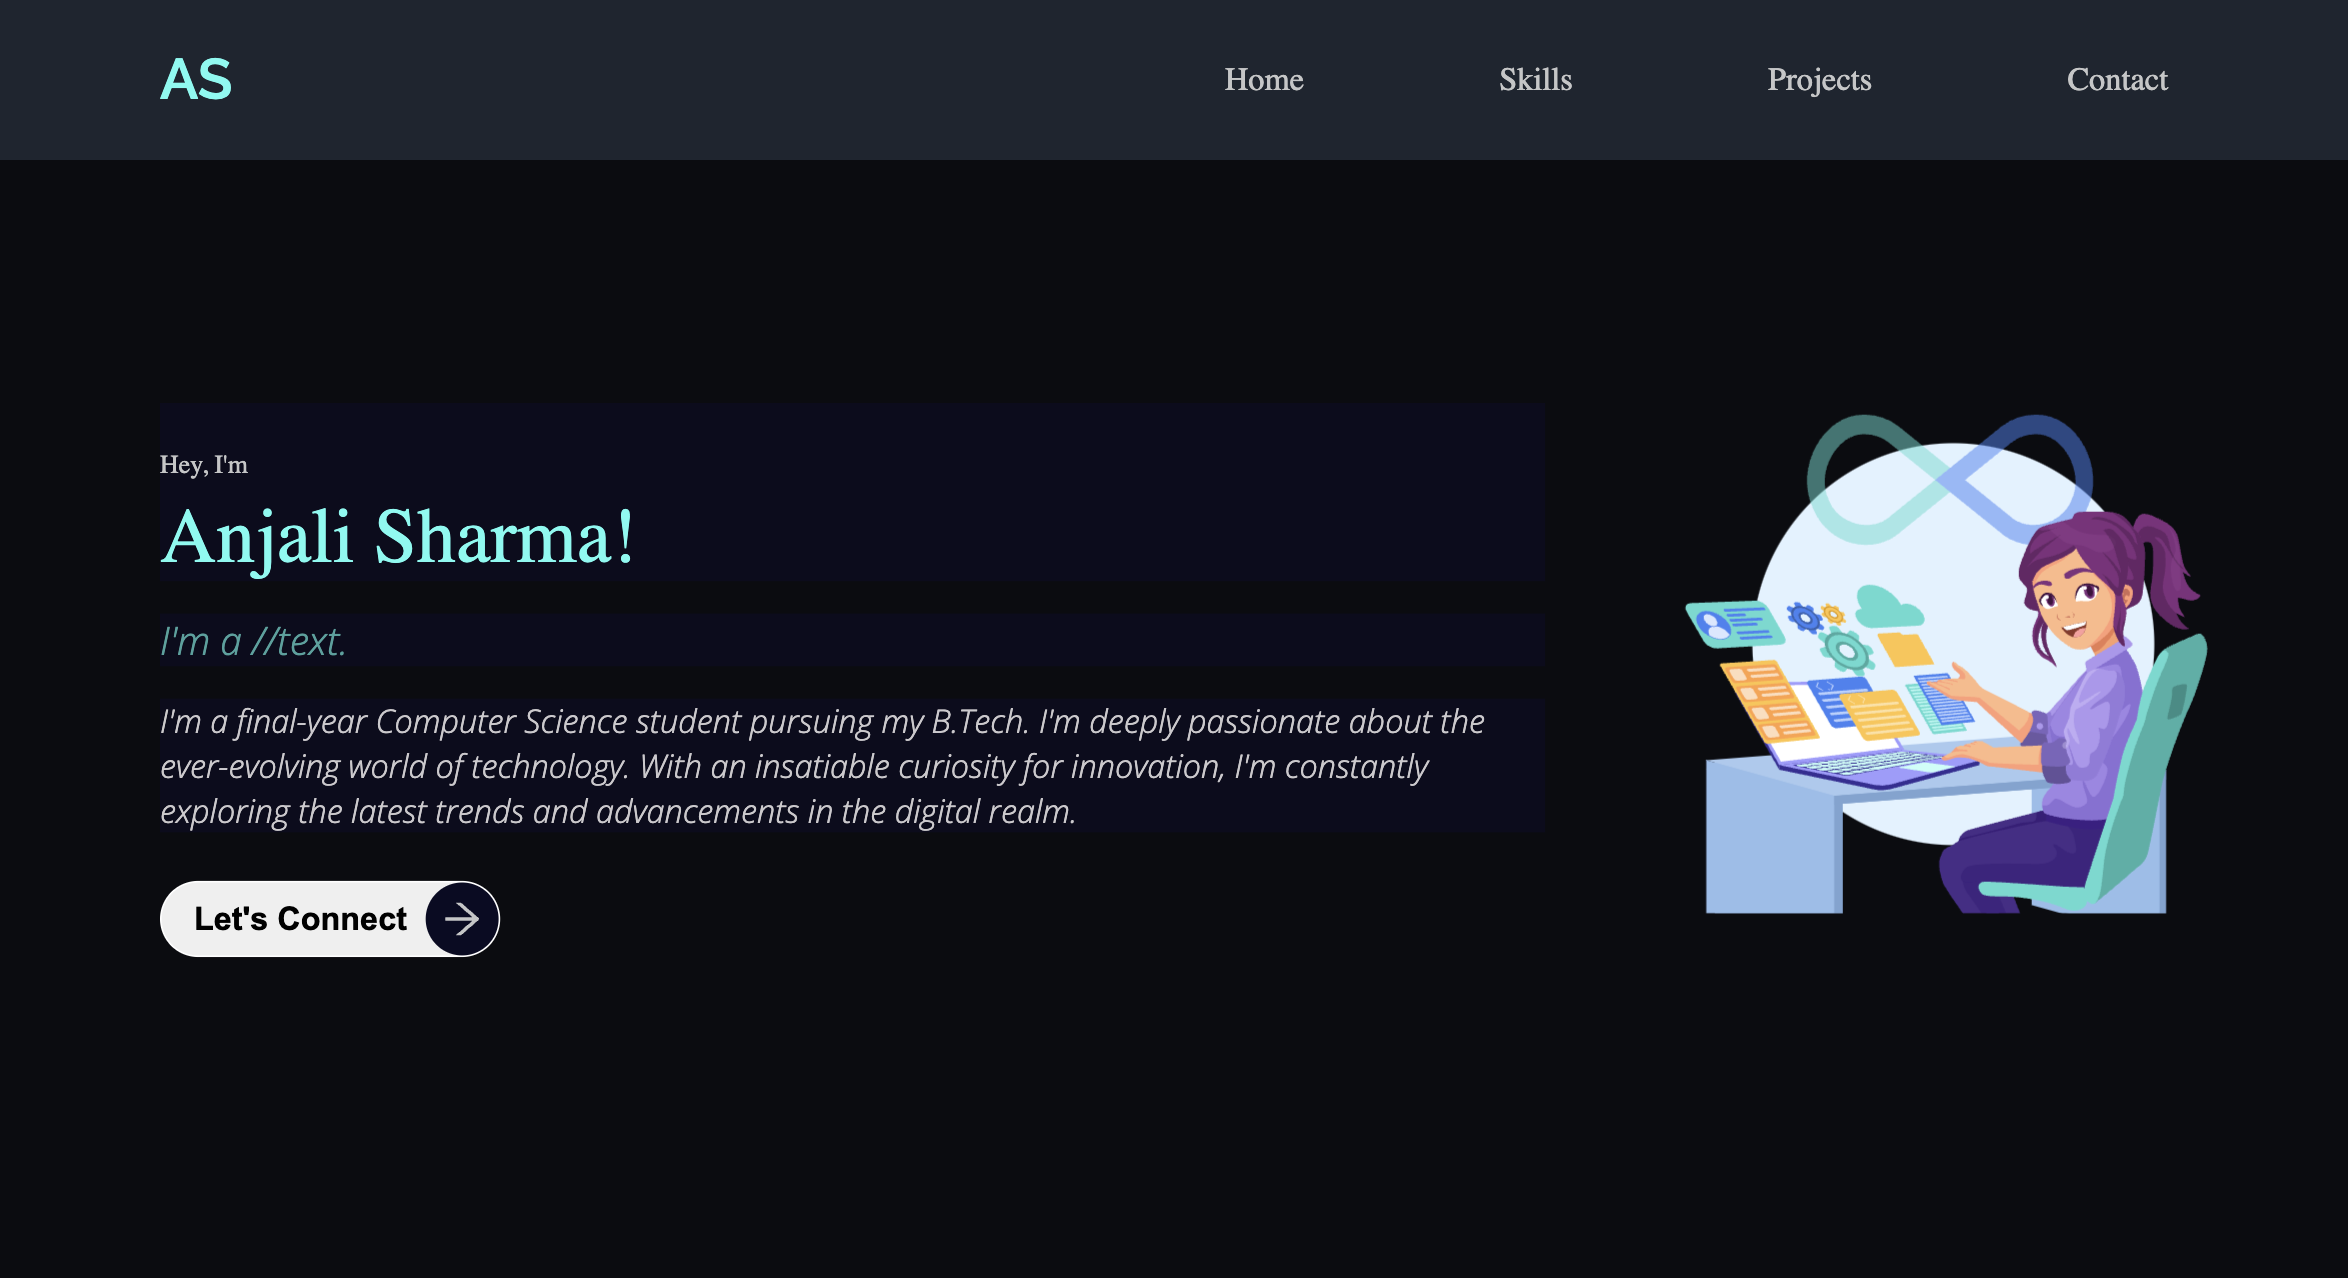 AS
Home
Skills
Projects
Contact
Hey, I'm
Anjali Sharma!
I'm a //text.
I'm a final-year Computer Science student pursuing my B.Tech. I'm deeply passionate about the
ever-evolving world of technology. With an insatiable curiosity for innovation, I'm constantly
exploring the latest trends and advancements in the digital realm.
Let's Connect